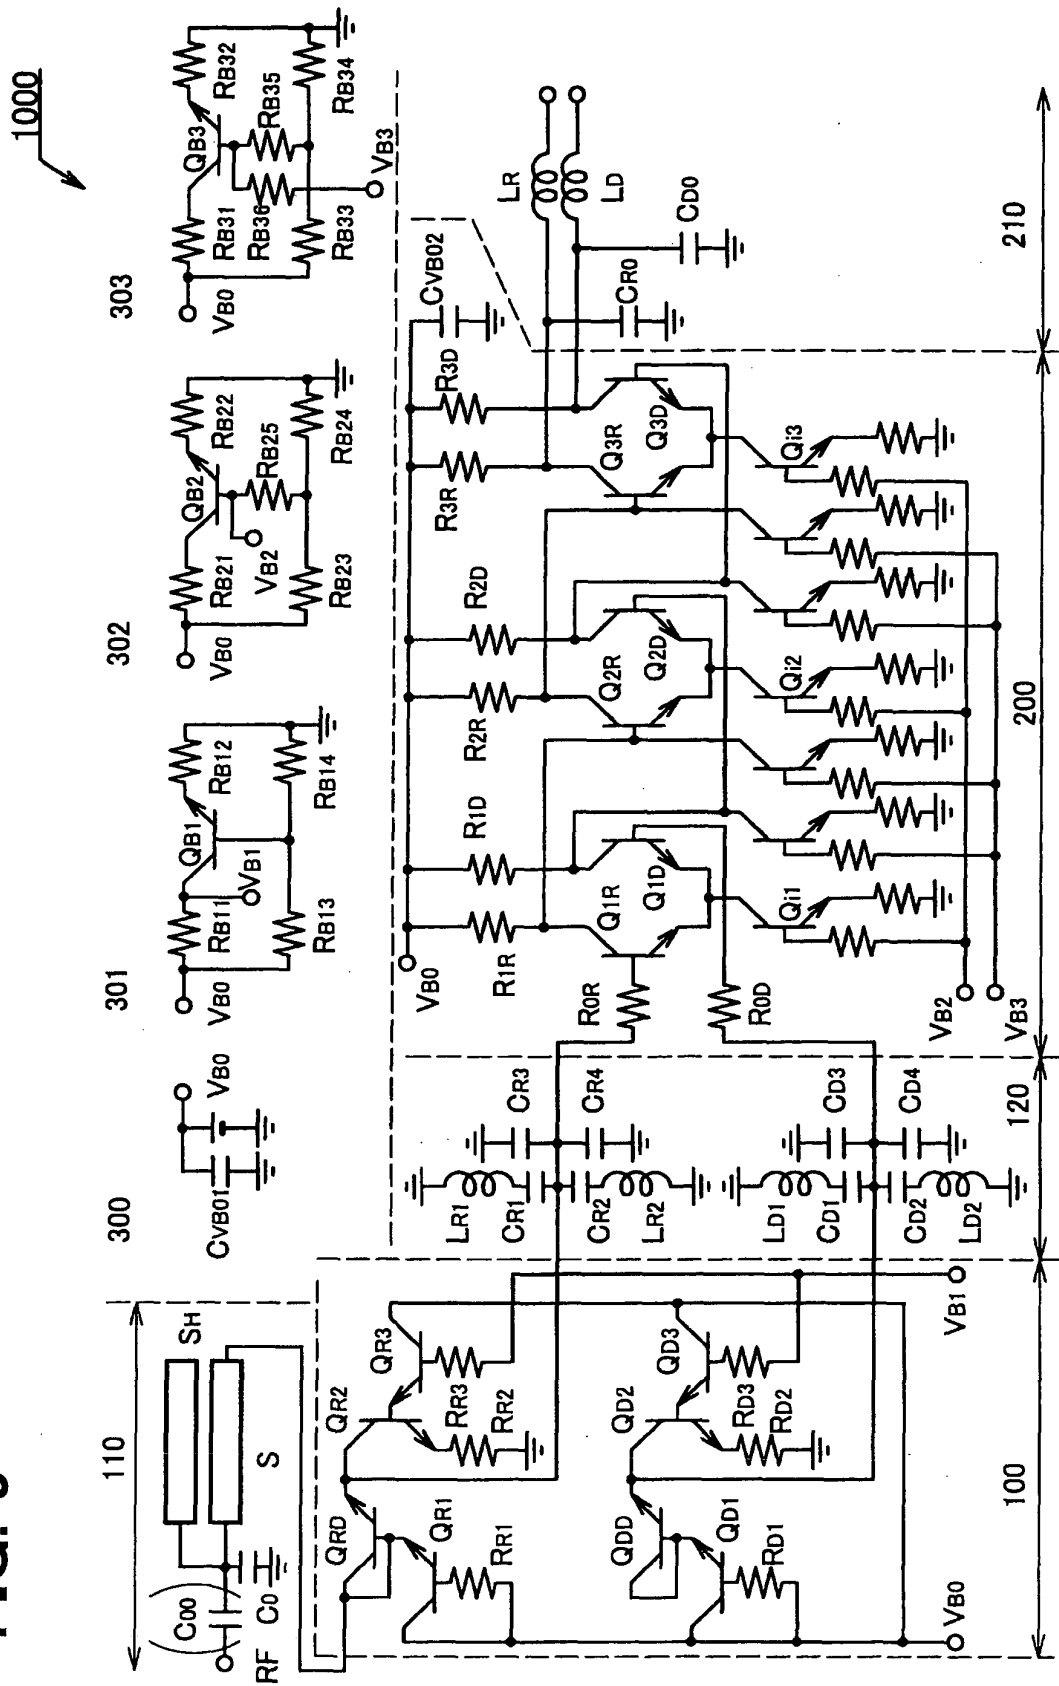 1000
300
301
302
303
CVB01
VB0
VB0
RB11
QB1
RB12
VB1
RB13
RB14
VB0
RB21
QB2
RB22
VB2
RB25
RB23
RB24
VB0
RB31
QB3
RB32
RB36
RB35
RB33
RB34
VB3
110
C00
RF
C0
S
SH
QRD
QR1
RR1
QR2
QR3
RR3
RR2
QDD
QD1
RD1
QD2
QD3
RD3
RD2
VB0
VB1
100
LR1
CR1
CR2
LR2
CR3
CR4
LD1
CD1
CD2
LD2
CD3
CD4
120
VB0
R1R
R1D
R2R
R2D
R3R
R3D
CVB02
R0R
R0D
Q1R
Q1D
Q2R
Q2D
Q3R
Q3D
Qi1
Qi2
Qi3
VB2
VB3
200
LR
LD
CR0
CD0
210